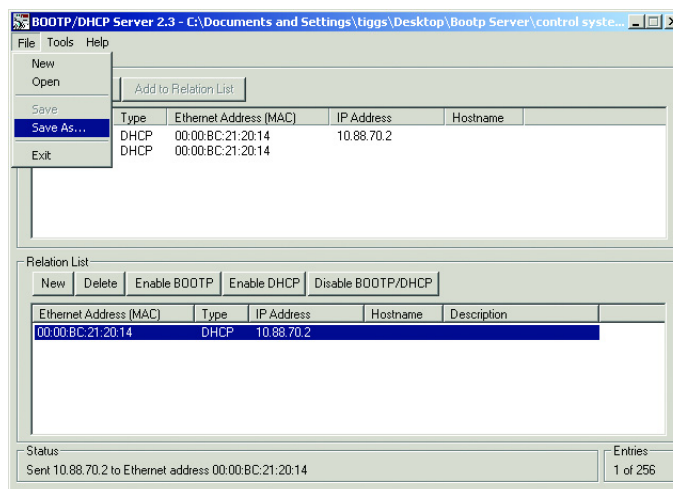 BOOTP/DHCP Server 2.3 - C:\Documents and Settings\tiggs\Desktop\Bootp Server\control syste...
File Tools Help
New
Open
Save
Save As...
Exit
Add to Relation List
Type Ethernet Address (MAC) IP Address Hostname
DHCP 00:00:BC:21:20:14 10.88.70.2
DHCP 00:00:BC:21:20:14
Relation List
New Delete Enable BOOTP Enable DHCP Disable BOOTP/DHCP
Ethernet Address (MAC) Type IP Address Hostname Description
00:00:BC:21:20:14 DHCP 10.88.70.2
Status
Sent 10.88.70.2 to Ethernet address 00:00:BC:21:20:14
Entries
1 of 256